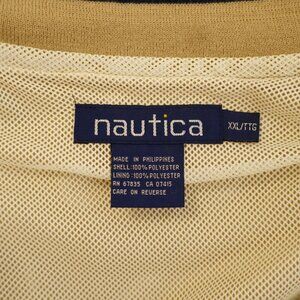 nautica
XXL/TTG
MADE IN PHILIPPINES
SHELL: 100% POLYESTER
LINING: 100% POLYESTER
RN 67835 CA 07415
CARE ON REVERSE